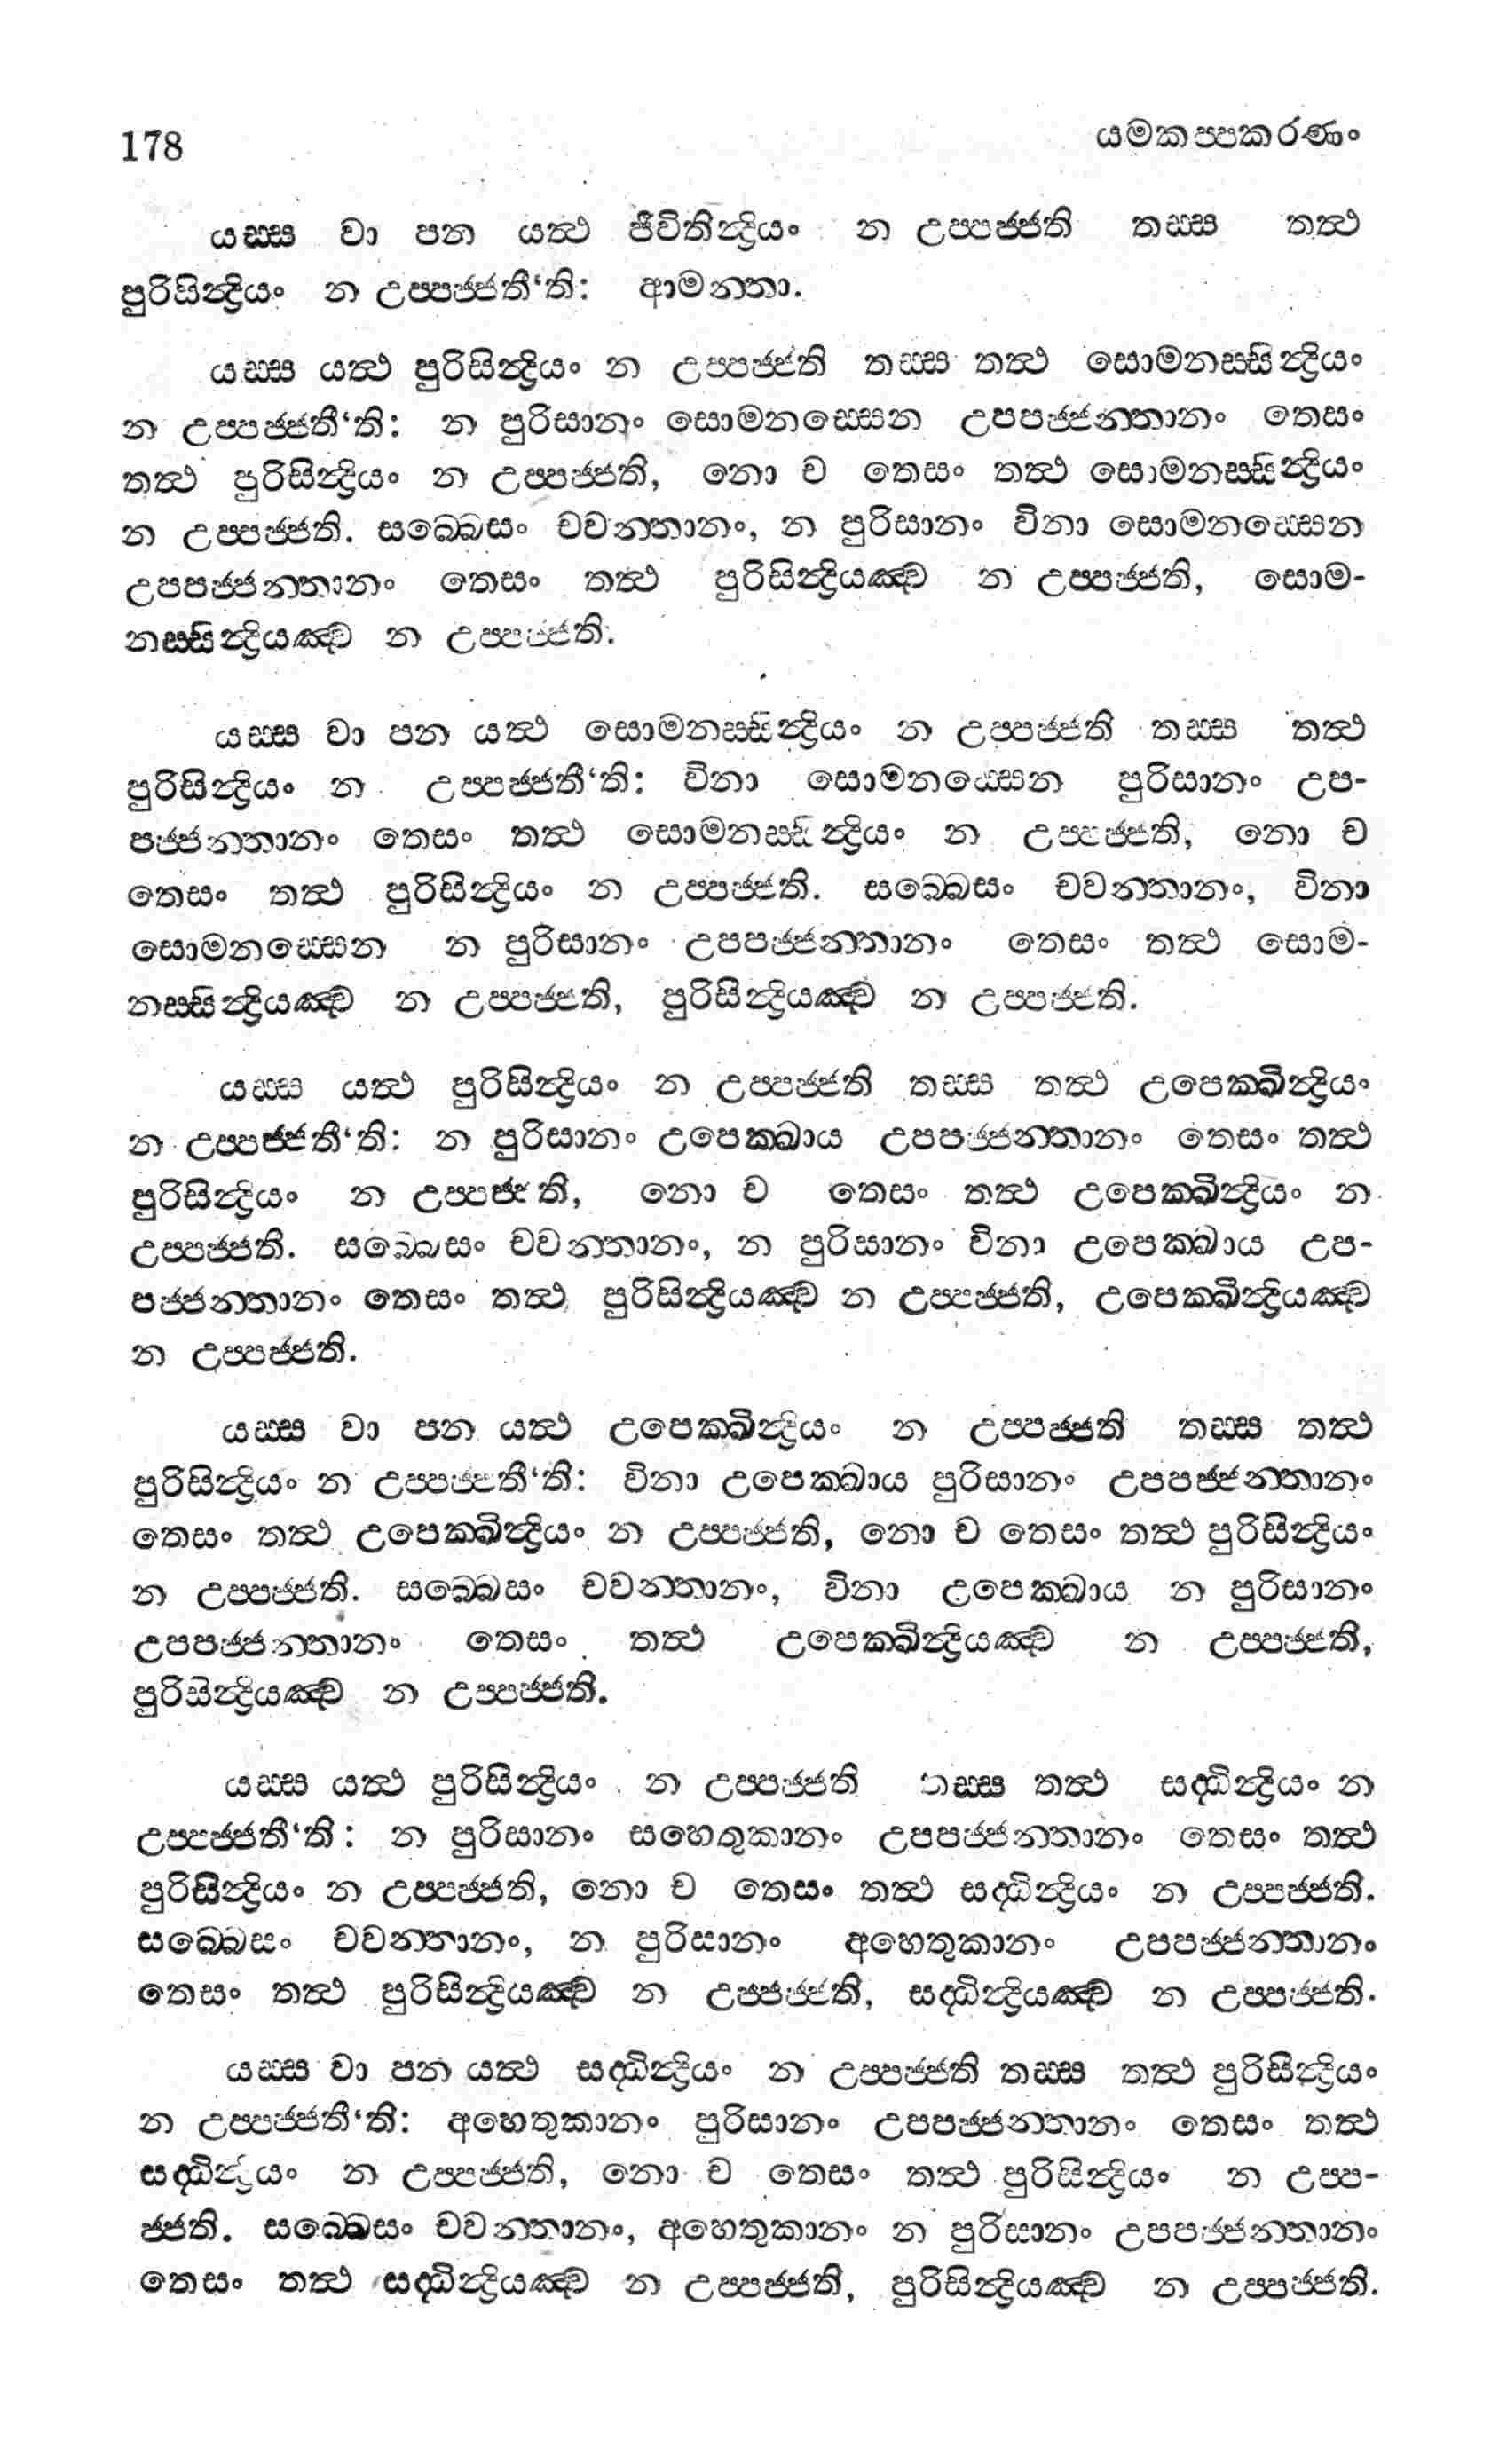 178
යමකප්පකරණං
යස්ස වා පන යත්ථ ජීවිතින්ද්‍රියං න උප්පජ්ජති තස්ස තත්ථ
පුරිසින්ද්‍රියං න උප්පජ්ජතී‘ති: ආමන්තා.
යස්ස යත්ථ පුරිසින්ද්‍රියං න උප්පජ්ජති තස්ස තත්ථ සොමනස්සින්ද්‍රියං
න උප්පජ්ජතී‘ති: න පුරිසානං සොමනස්සෙන උපපජ්ජන්තානං තෙසං
තත්ථ පුරිසින්ද්‍රියං න උප්පජ්ජති, නො ච තෙසං තත්ථ සොමනස්සින්ද්‍රියං
න උප්පජ්ජති. සබ්බෙසං චවන්තානං, න පුරිසානං විනා සොමනස්සෙන
උපපජ්ජන්තානං තෙසං තත්ථ පුරිසින්ද්‍රියඤ්ච න උප්පජ්ජති, සොම-
නස්සින්ද්‍රියඤ්ච න උප්පජ්ජති.
යස්ස වා පන යත්ථ සොමනස්සින්ද්‍රියං න උප්පජ්ජති තස්ස තත්ථ
පුරිසින්ද්‍රියං න උප්පජ්ජතී‘ති: විනා සොමනස්සෙන පුරිසානං උප-
පජ්ජන්තානං තෙසං තත්ථ සොමනස්සින්ද්‍රියං න උප්පජ්ජති, නො ච
තෙසං තත්ථ පුරිසින්ද්‍රියං න උප්පජ්ජති. සබ්බෙසං චවන්තානං, විනා
සොමනස්සෙන න පුරිසානං උපපජ්ජන්තානං තෙසං තත්ථ සොම-
නස්සින්ද්‍රියඤ්ච න උප්පජ්ජති, පුරිසින්ද්‍රියඤ්ච න උප්පජ්ජති.
යස්ස යත්ථ පුරිසින්ද්‍රියං න උප්පජ්ජති තස්ස තත්ථ උපෙක්ඛින්ද්‍රියං
න උප්පජ්ජතී‘ති: න පුරිසානං උපෙක්ඛාය උපපජ්ජන්තානං තෙසං තත්ථ
පුරිසින්ද්‍රියං න උප්පජ්ජති, නො ච තෙසං තත්ථ උපෙක්ඛින්ද්‍රියං න
උප්පජ්ජති. සබ්බෙසං චවන්තානං, න පුරිසානං විනා උපෙක්ඛාය උප-
පජ්ජන්තානං තෙසං තත්ථ පුරිසින්ද්‍රියඤ්ච න උප්පජ්ජති, උපෙක්ඛින්ද්‍රියඤ්ච
න උප්පජ්ජති.
යස්ස වා පන යත්ථ උපෙක්ඛින්ද්‍රියං න උප්පජ්ජති තස්ස තත්ථ
පුරිසින්ද්‍රියං න උප්පජ්ජතී‘ති: විනා උපෙක්ඛාය පුරිසානං උපපජ්ජන්තානං
තෙසං තත්ථ උපෙක්ඛින්ද්‍රියං න උප්පජ්ජති, නො ච තෙසං තත්ථ පුරිසින්ද්‍රියං
න උප්පජ්ජති. සබ්බෙසං චවන්තානං, විනා උපෙක්ඛාය න පුරිසානං
උපපජ්ජන්තානං තෙසං තත්ථ උපෙක්ඛින්ද්‍රියඤ්ච න උප්පජ්ජති,
පුරිසින්ද්‍රියඤ්ච න උප්පජ්ජති.
යස්ස යත්ථ පුරිසින්ද්‍රියං න උප්පජ්ජති තස්ස තත්ථ සද්ධින්ද්‍රියං න
උප්පජ්ජතී‘ති: න පුරිසානං සහෙතුකානං උපපජ්ජන්තානං තෙසං තත්ථ
පුරිසින්ද්‍රියං න උප්පජ්ජති, නො ච තෙසං තත්ථ සද්ධින්ද්‍රියං න උප්පජ්ජති.
සබ්බෙසං චවන්තානං, න පුරිසානං අහෙතුකානං උපපජ්ජන්තානං
තෙසං තත්ථ පුරිසින්ද්‍රියඤ්ච න උප්පජ්ජති, සද්ධින්ද්‍රියඤ්ච න උප්පජ්ජති.
යස්ස වා පන යත්ථ සද්ධින්ද්‍රියං න උප්පජ්ජති තස්ස තත්ථ පුරිසින්ද්‍රියං
න උප්පජ්ජතී‘ති: අහෙතුකානං පුරිසානං උපපජ්ජන්තානං තෙසං තත්ථ
සද්ධින්ද්‍රියං න උප්පජ්ජති, නො ච තෙසං තත්ථ පුරිසින්ද්‍රියං න උප්ප-
ජ්ජති. සබ්බෙසං චවන්තානං, අහෙතුකානං න පුරිසානං උපපජ්ජන්තානං
තෙසං තත්ථ සද්ධින්ද්‍රියඤ්ච න උප්පජ්ජති, පුරිසින්ද්‍රියඤ්ච න උප්පජ්ජති.